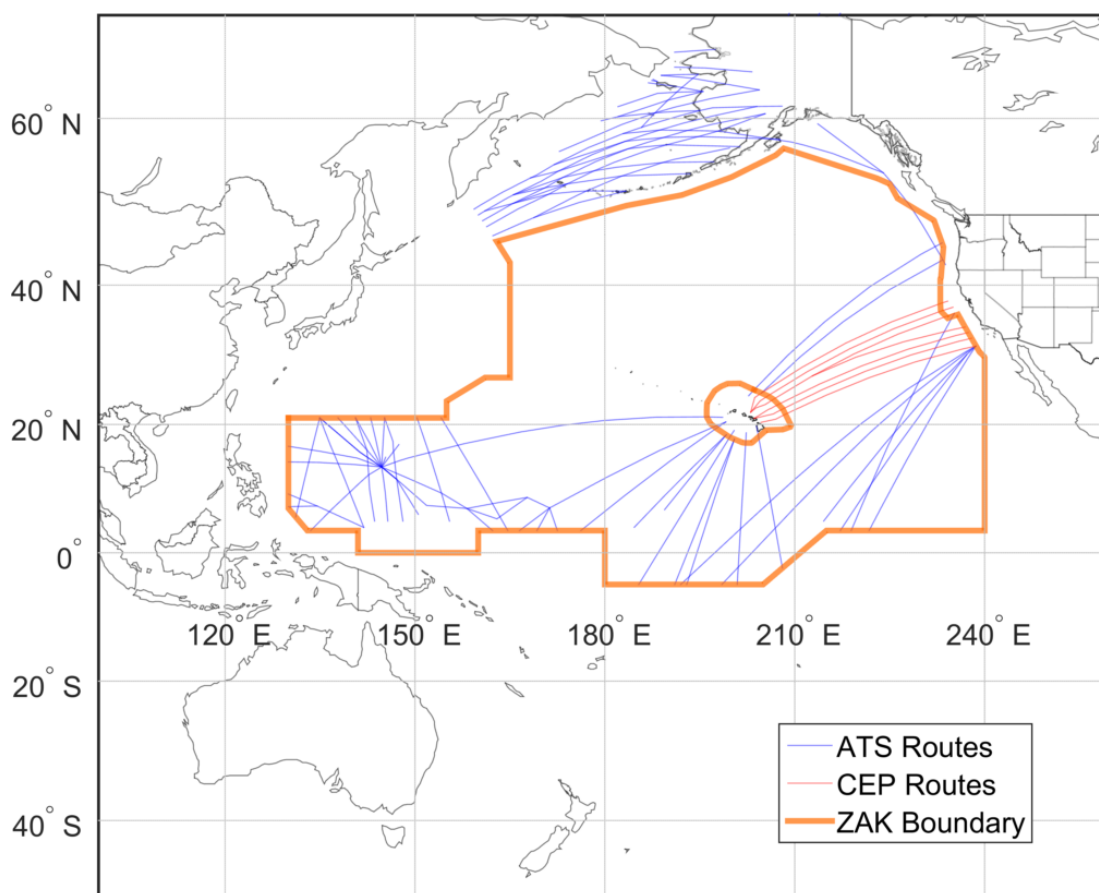 60° N
40° N
20° N
0°
120° E
150° E
180° E
210° E
240° E
20° S
40° S
ATS Routes
CEP Routes
ZAK Boundary